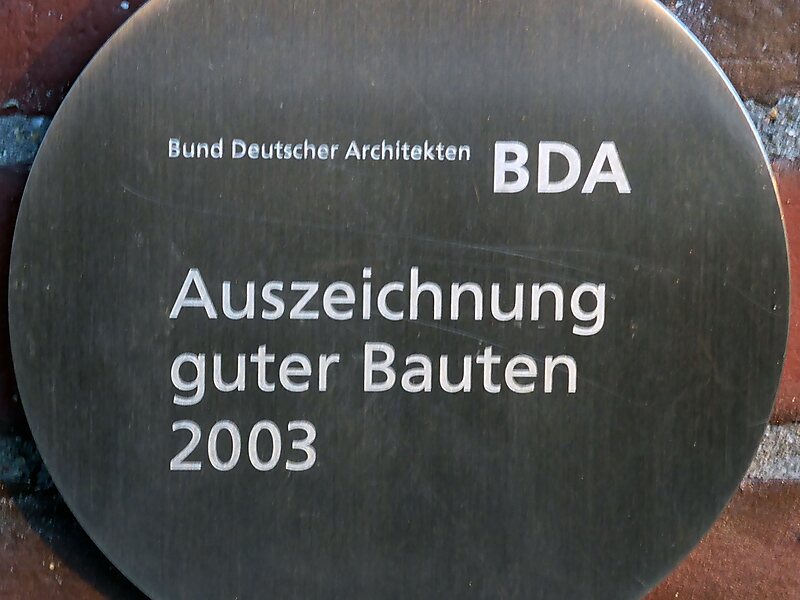 Bund Deutscher Architekten BDA
Auszeichnung
guter Bauten
2003